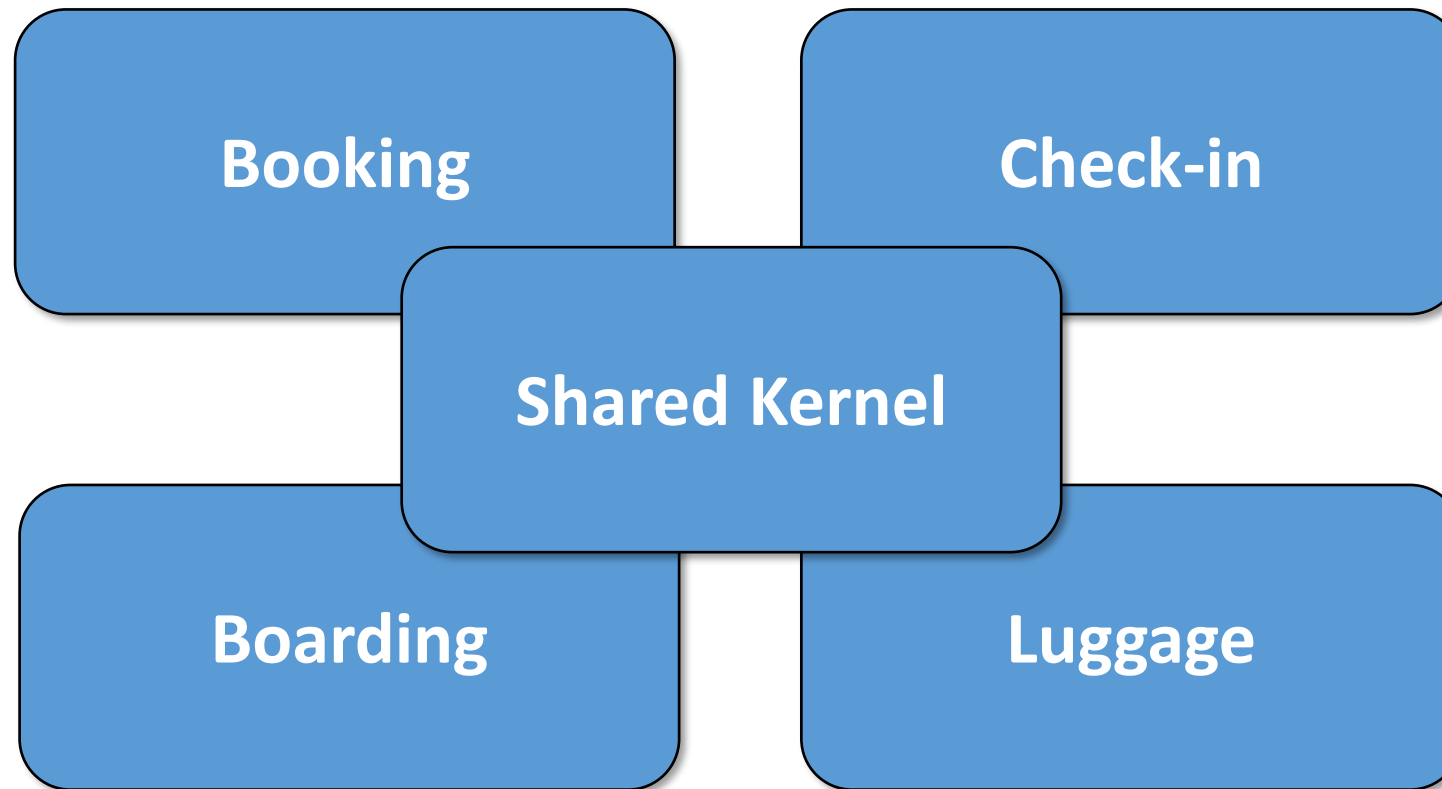 Booking
Check-in
Shared Kernel
Boarding
Luggage